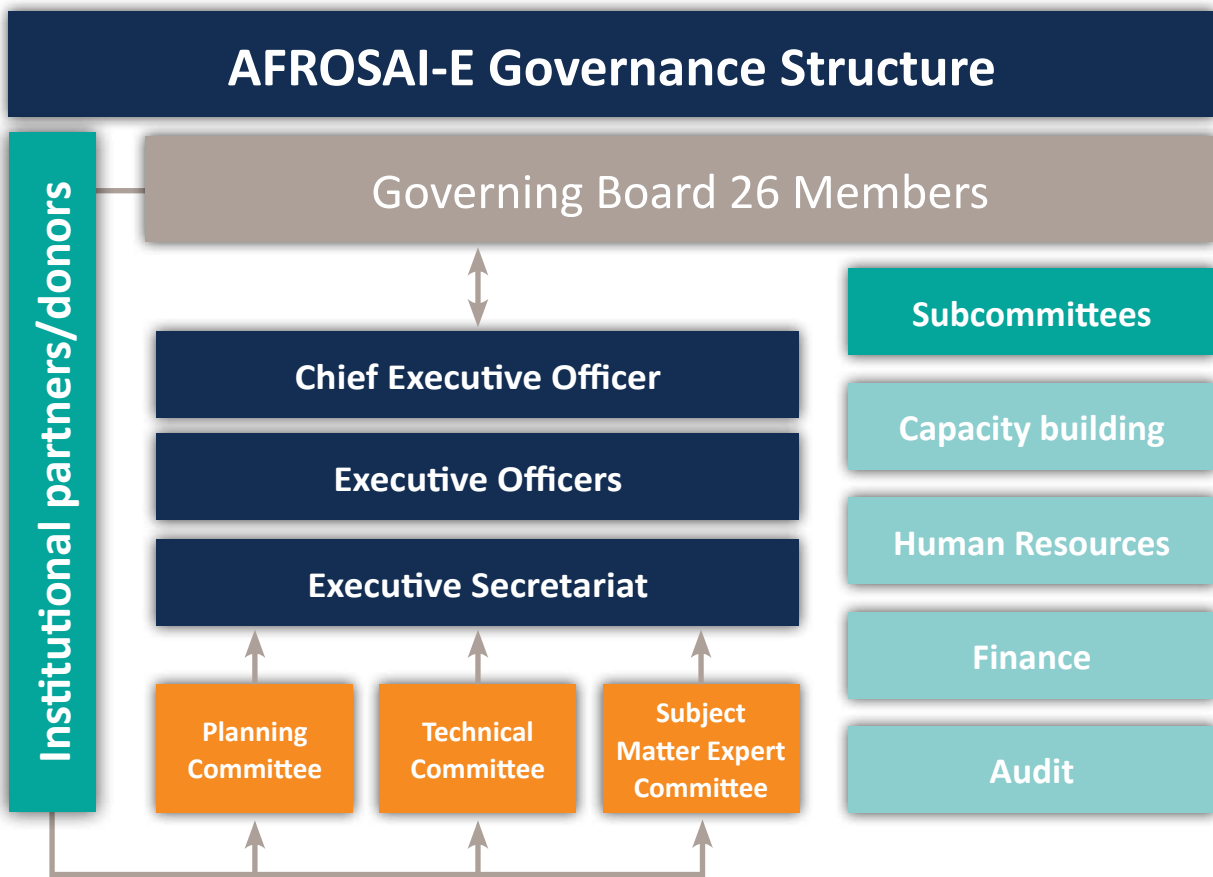 AFROSAI-E Governance Structure
Institutional partners/donors
Governing Board 26 Members
Chief Executive Officer
Executive Officers
Executive Secretariat
Planning
Committee
Technical
Committee
Subject
Matter Expert
Committee
Subcommittees
Capacity building
Human Resources
Finance
Audit